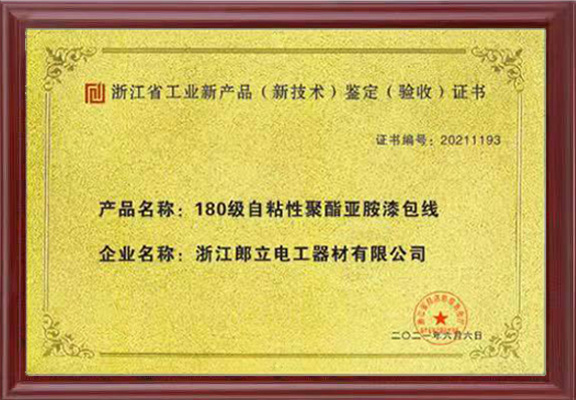 浙江省工业新产品（新技术）鉴定（验收）证书
证书编号：20211193
产品名称：180级自粘性聚酯亚胺漆包线
企业名称：浙江郎立电工器材有限公司
二〇二一年六月六日